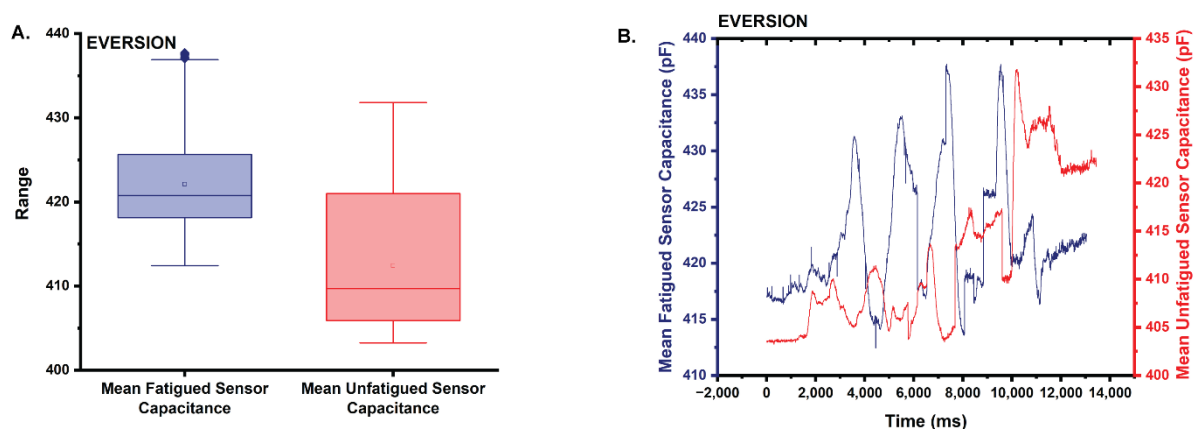 A.
EVERSION
Range
440
430
420
410
400
Mean Fatigued Sensor
Capacitance
Mean Unfatigued Sensor
Capacitance
B.
EVERSION
Mean Fatigued Sensor Capacitance (pF)
440
435
430
425
420
415
410
Mean Unfatigued Sensor Capacitance (pF)
435
430
425
420
415
410
405
400
−2,000 0 2,000 4,000 6,000 8,000 10,000 12,000 14,000
Time (ms)